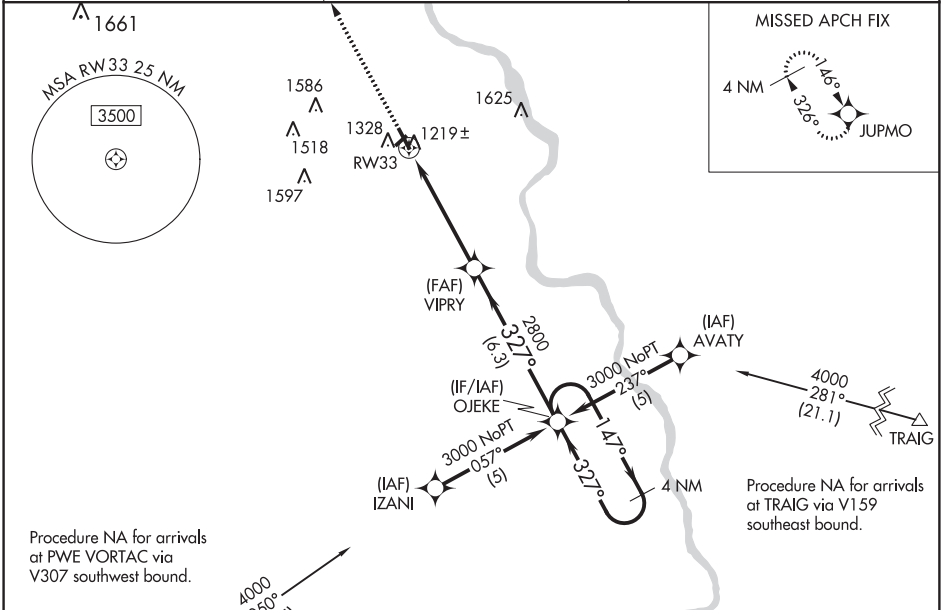 1661
MSA RW33 25 NM
3500
1586
1518
1597
1328
1219±
RW33
1625
MISSED APCH FIX
4 NM
146°
326°
JUPMO
(FAF)
VIPRY
2800
327°
(6.3)
(IAF)
AVATY
3000 NoPT
237°
(5)
(IF/IAF)
OJEKE
4000
281°
(21.1)
TRAIG
3000 NoPT
057°
(5)
(IAF)
IZANI
147°
327°
4 NM
Procedure NA for arrivals
at TRAIG via V159
southeast bound.
Procedure NA for arrivals
at PWE VORTAC via
V307 southwest bound.
4000